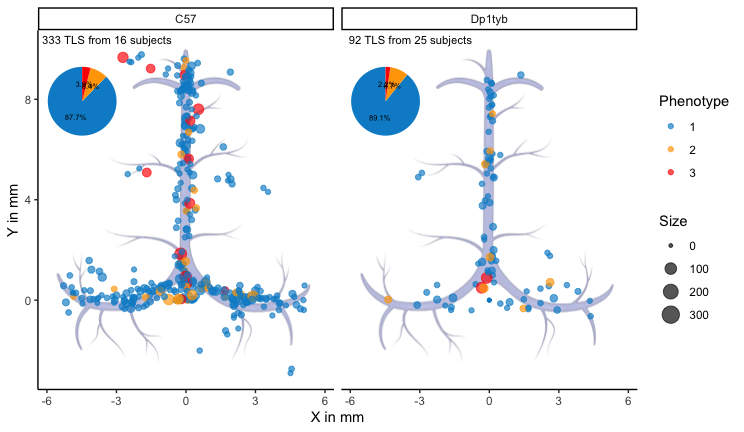 C57
Dp1tyb
333 TLS from 16 subjects
92 TLS from 25 subjects
87.7%
89.1%
Phenotype
1
2
3
Size
0
100
200
300
Y in mm
8
4
0
-6
-3
0
3
6
-6
-3
0
3
6
X in mm